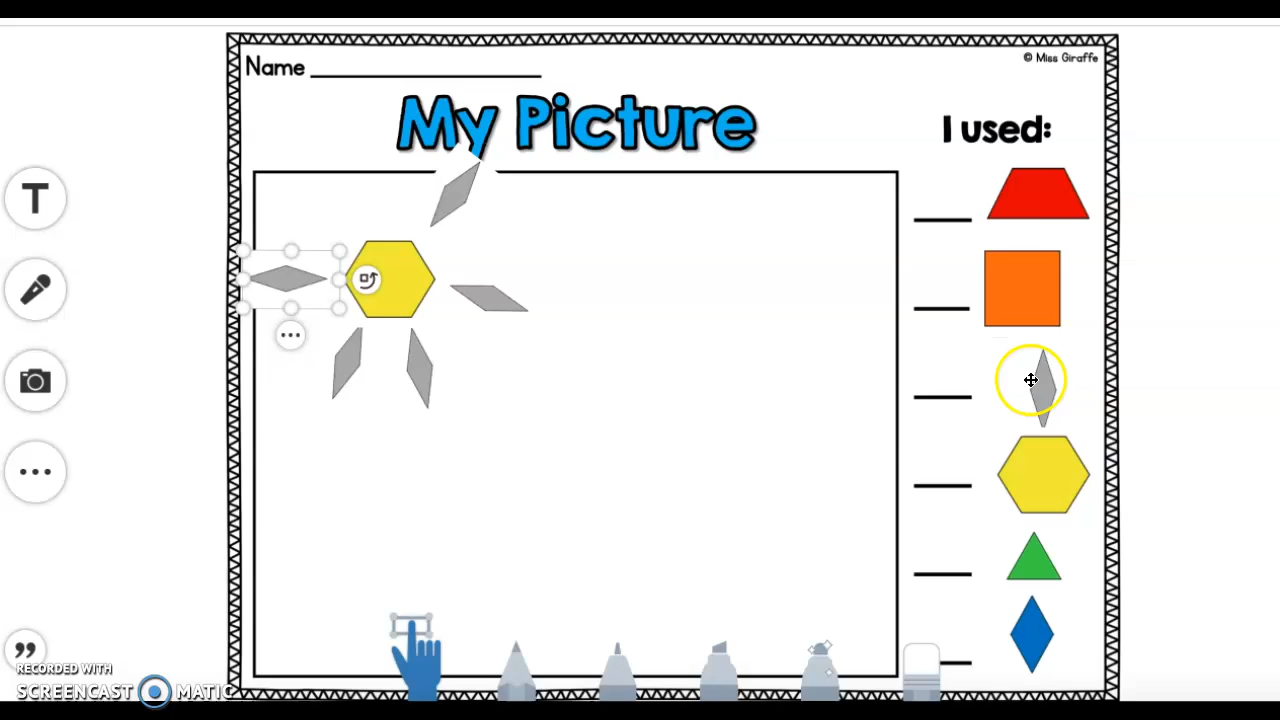 © Miss Giraffe
Name
My Picture
I used:
T
RECORDED WITH
SCREENCAST MATIC